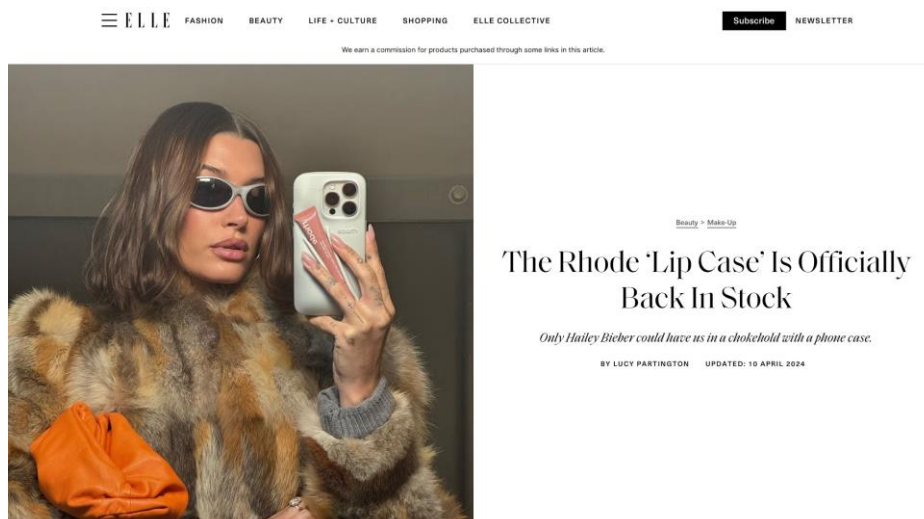 ELLE FASHION BEAUTY LIFE + CULTURE SHOPPING ELLE COLLECTIVE Subscribe NEWSLETTER
We earn a commission for products purchased through some links in this article.
Beauty > Make-Up
The Rhode ‘Lip Case’ Is Officially
Back In Stock
Only Hailey Bieber could have us in a chokehold with a phone case.
BY LUCY PARTINGTON UPDATED: 10 APRIL 2024
rhode